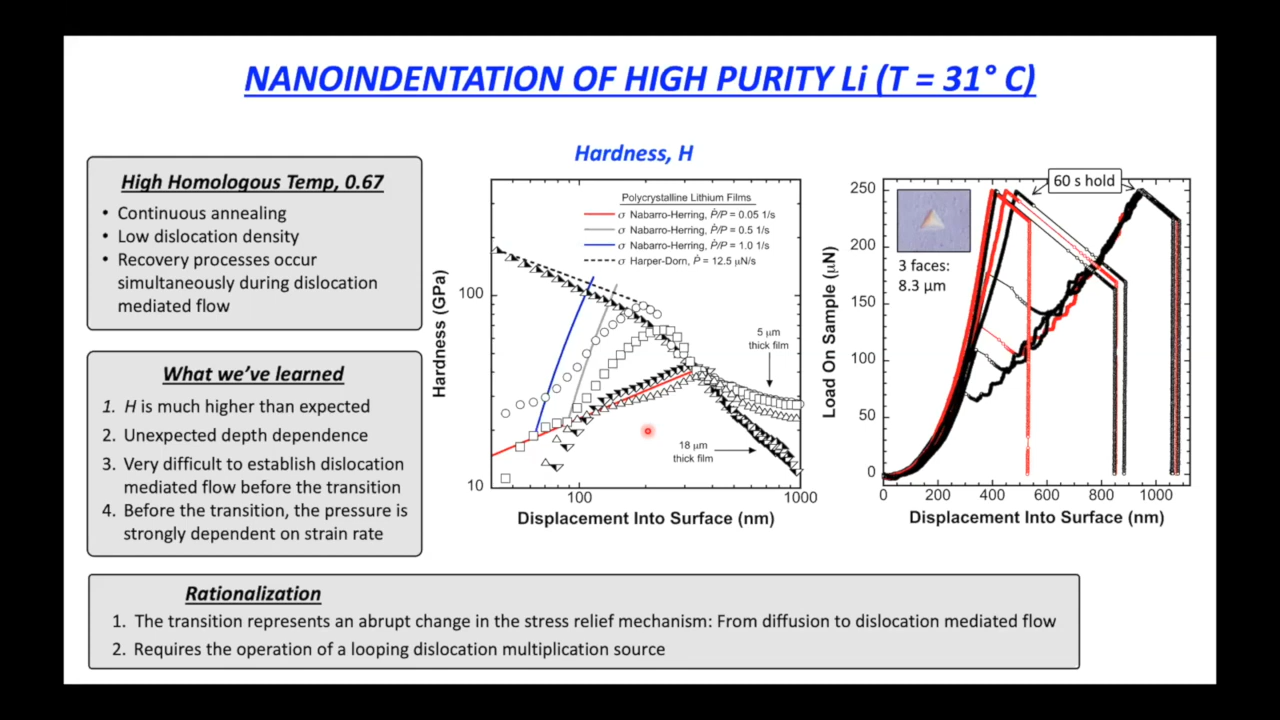 NANOINDENTATION OF HIGH PURITY Li (T = 31° C)
High Homologous Temp, 0.67
• Continuous annealing
• Low dislocation density
• Recovery processes occur
simultaneously during dislocation
mediated flow
What we’ve learned
1. H is much higher than expected
2. Unexpected depth dependence
3. Very difficult to establish dislocation
mediated flow before the transition
4. Before the transition, the pressure is
strongly dependent on strain rate
Hardness, H
Polycrystalline Lithium Films
σ Nabarro-Herring, Ṗ/P = 0.05 1/s
σ Nabarro-Herring, Ṗ/P = 0.5 1/s
σ Nabarro-Herring, Ṗ/P = 1.0 1/s
σ Harper-Dorn, Ṗ = 12.5 μN/s
Hardness (GPa)
100
10
5 μm
thick film
18 μm
thick film
100
1000
Displacement Into Surface (nm)
60 s hold
3 faces:
8.3 μm
Load On Sample (μN)
250
200
150
100
50
0
0 200 400 600 800 1000
Displacement Into Surface (nm)
Rationalization
1. The transition represents an abrupt change in the stress relief mechanism: From diffusion to dislocation mediated flow
2. Requires the operation of a looping dislocation multiplication source